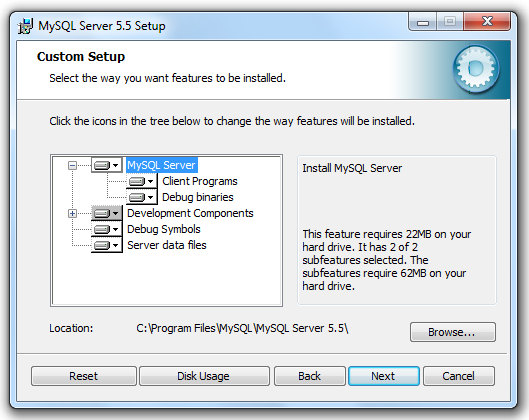 MySQL Server 5.5 Setup
Custom Setup
Select the way you want features to be installed.
Click the icons in the tree below to change the way features will be installed.
MySQL Server
Client Programs
Debug binaries
Development Components
Debug Symbols
Server data files
Install MySQL Server
This feature requires 22MB on your
hard drive. It has 2 of 2
subfeatures selected. The
subfeatures require 62MB on your
hard drive.
Location: C:\Program Files\MySQL\MySQL Server 5.5\
Browse...
Reset Disk Usage Back Next Cancel